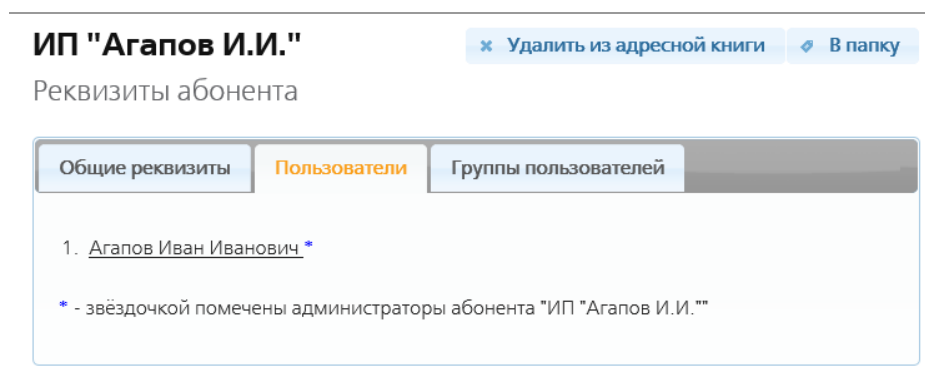 ИП "Агапов И.И."
Удалить из адресной книги
В папку
Реквизиты абонента
Общие реквизиты
Пользователи
Группы пользователей
1. Агапов Иван Иванович *
* - звёздочкой помечены администраторы абонента "ИП "Агапов И.И.""